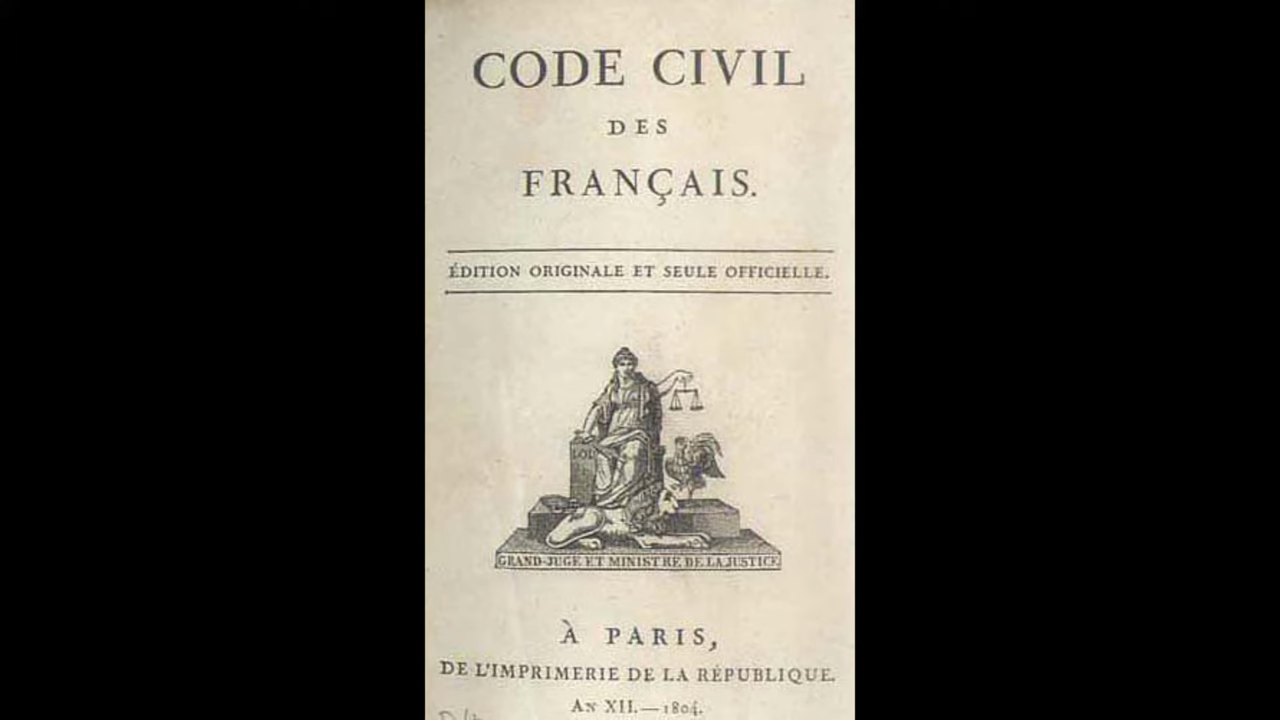 CODE CIVIL
DES
FRANÇAIS.
ÉDITION ORIGINALE ET SEULE OFFICIELLE.
LOI
GRAND-JUGE ET MINISTRE DE LA JUSTICE
À PARIS,
DE L'IMPRIMERIE DE LA RÉPUBLIQUE.
AN XII.—1804.